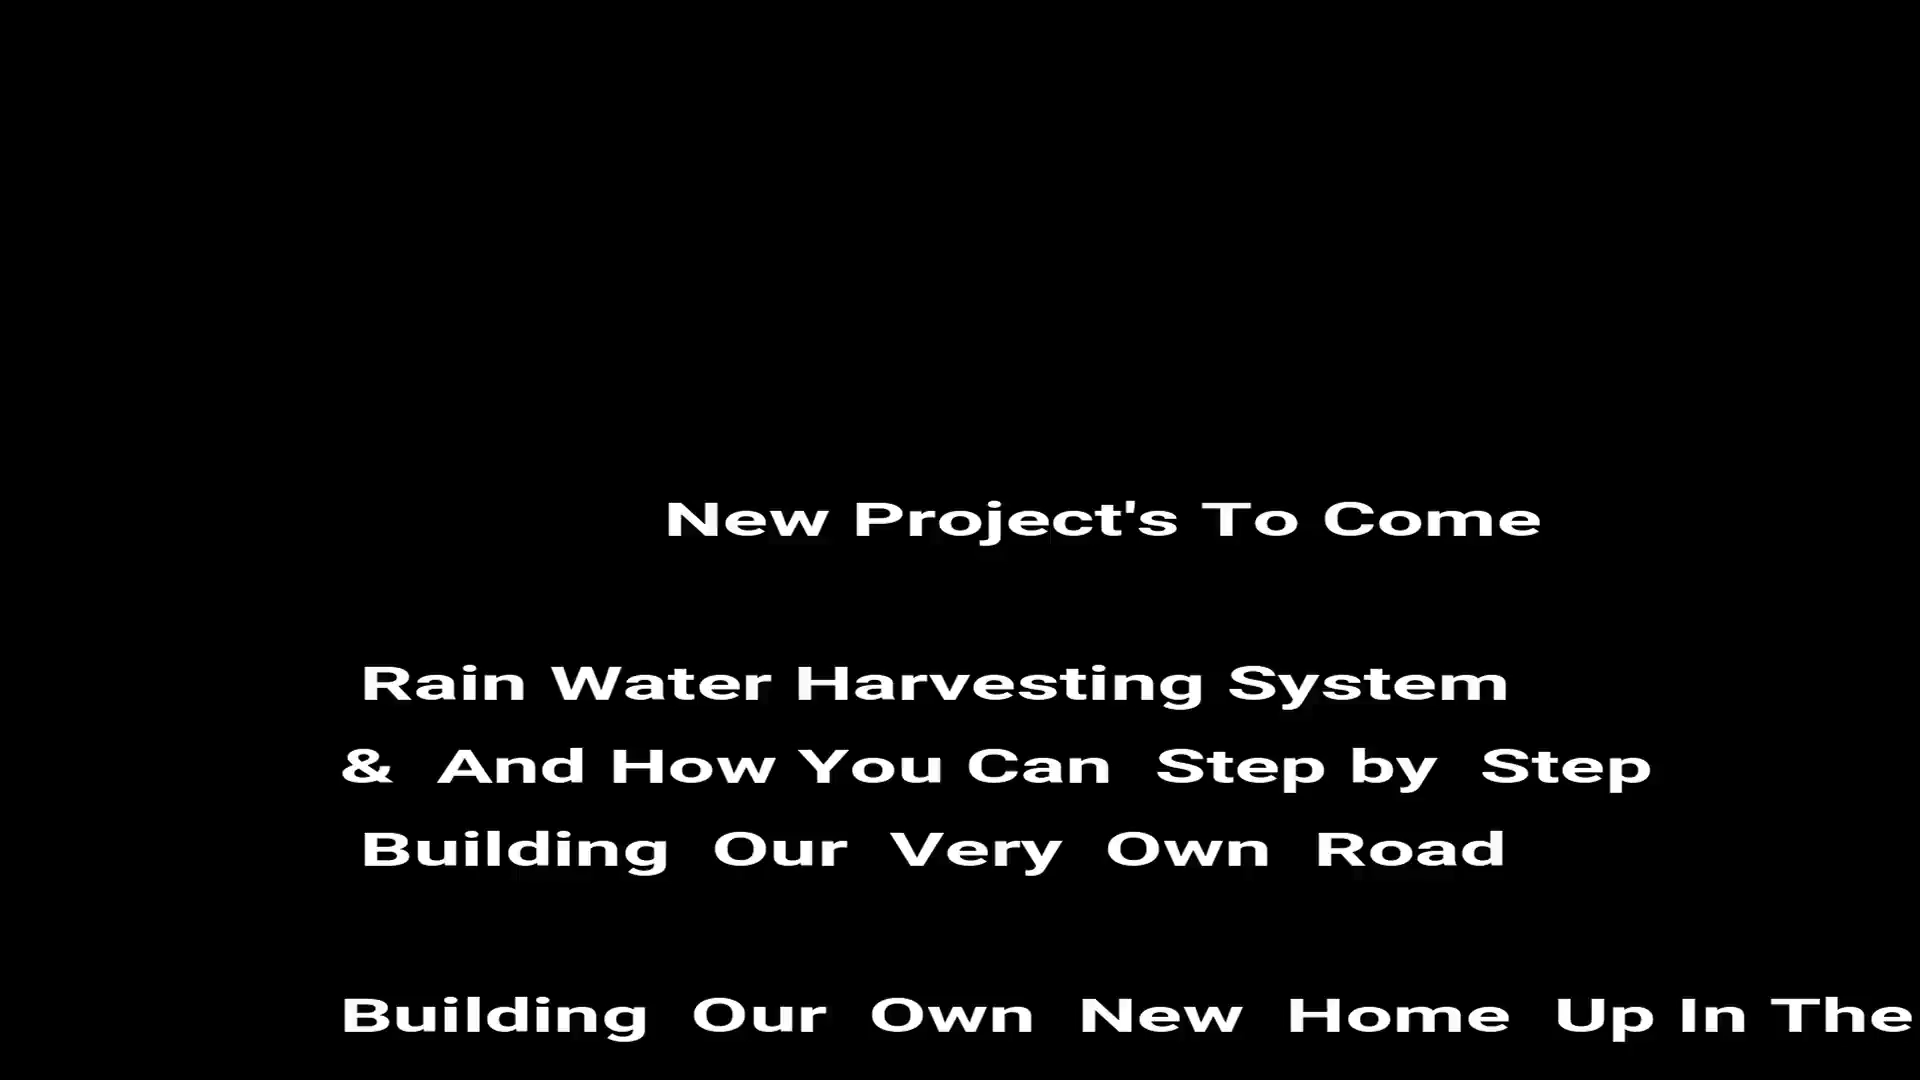 New Project's To Come
Rain Water Harvesting System
& And How You Can Step by Step
Building Our Very Own Road
Building Our Own New Home Up In The